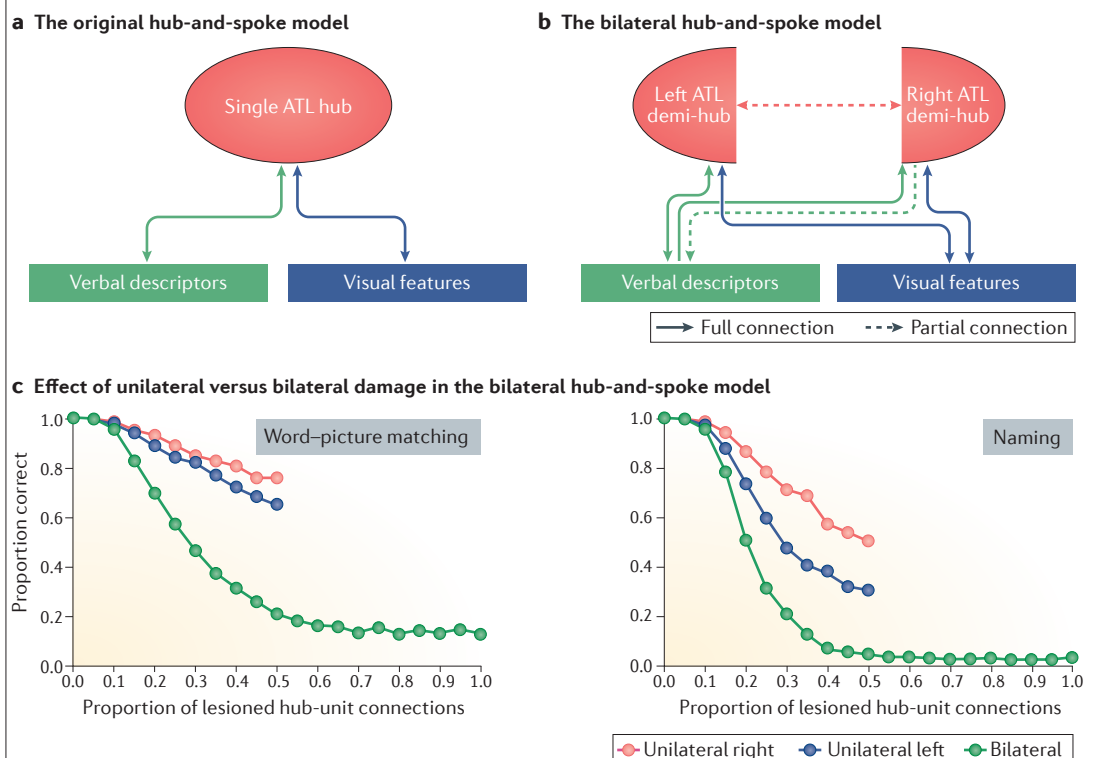 a The original hub-and-spoke model
Single ATL hub
Verbal descriptors
Visual features
b The bilateral hub-and-spoke model
Left ATL
demi-hub
Right ATL
demi-hub
Verbal descriptors
Visual features
Full connection
Partial connection
c Effect of unilateral versus bilateral damage in the bilateral hub-and-spoke model
Word–picture matching
Proportion correct
1.0
0.8
0.6
0.4
0.2
0.0
0.0 0.1 0.2 0.3 0.4 0.5 0.6 0.7 0.8 0.9 1.0
Proportion of lesioned hub-unit connections
Naming
1.0
0.8
0.6
0.4
0.2
0.0
0.0 0.1 0.2 0.3 0.4 0.5 0.6 0.7 0.8 0.9 1.0
Proportion of lesioned hub-unit connections
Unilateral right Unilateral left Bilateral